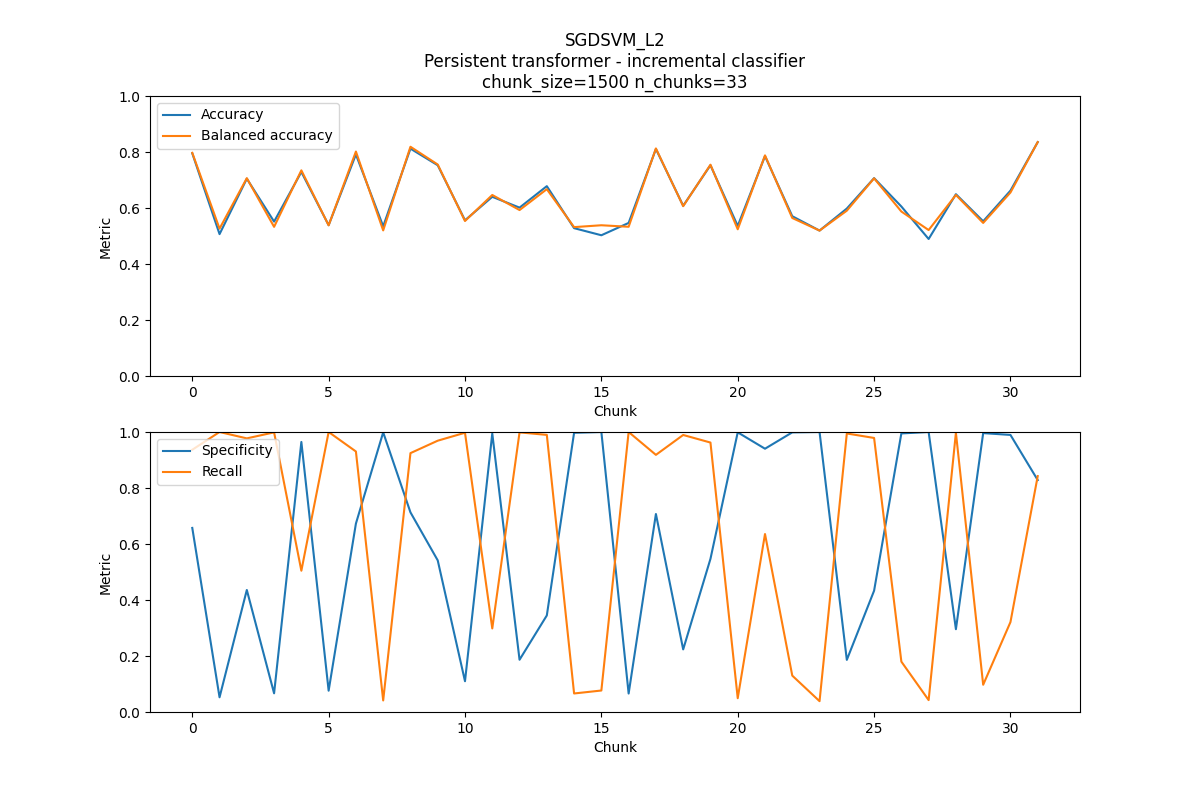 SGDSVM_L2
Persistent transformer - incremental classifier
chunk_size=1500 n_chunks=33
1.0
0.8
0.6
0.4
0.2
0.0
Metric
Accuracy
Balanced accuracy
0 5 10 15 20 25 30
Chunk
1.0
0.8
0.6
0.4
0.2
0.0
Metric
Specificity
Recall
0 5 10 15 20 25 30
Chunk